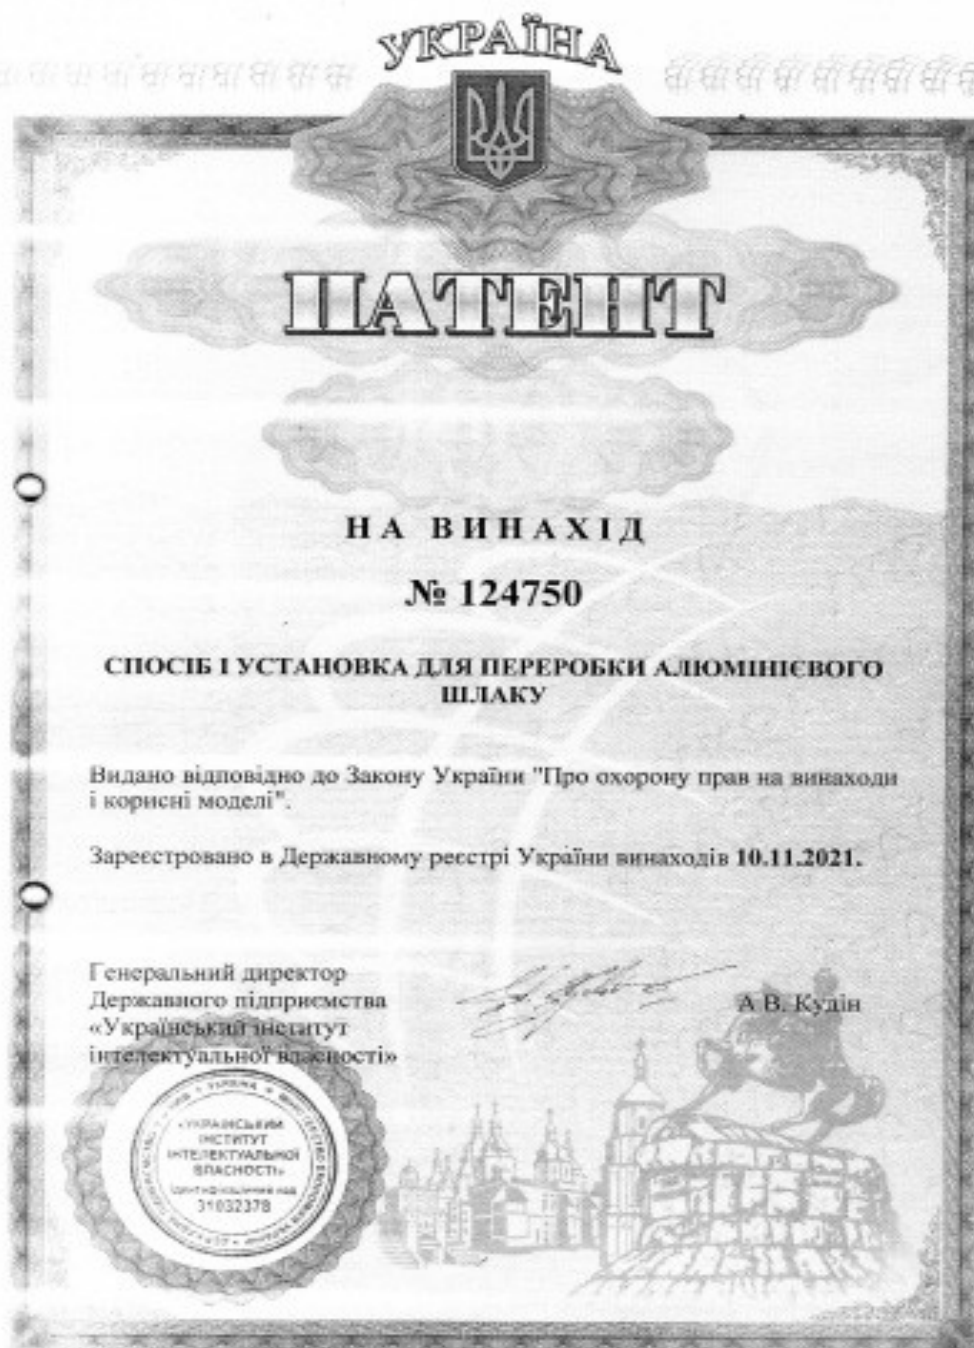 УКРАЇНА
ПАТЕНТ
НА ВИНАХІД
№ 124750
СПОСІБ І УСТАНОВКА ДЛЯ ПЕРЕРОБКИ АЛЮМІНІЄВОГО
ШЛАКУ
Видано відповідно до Закону України "Про охорону прав на винаходи
і корисні моделі".
Зареєстровано в Державному реєстрі України винаходів 10.11.2021.
Генеральний директор
Державного підприємства
«Український інститут
інтелектуальної власності»
А.В. Кудін
«УКРАЇНСЬКИЙ
ІНСТИТУТ
ІНТЕЛЕКТУАЛЬНОЇ
ВЛАСНОСТІ»
31032378